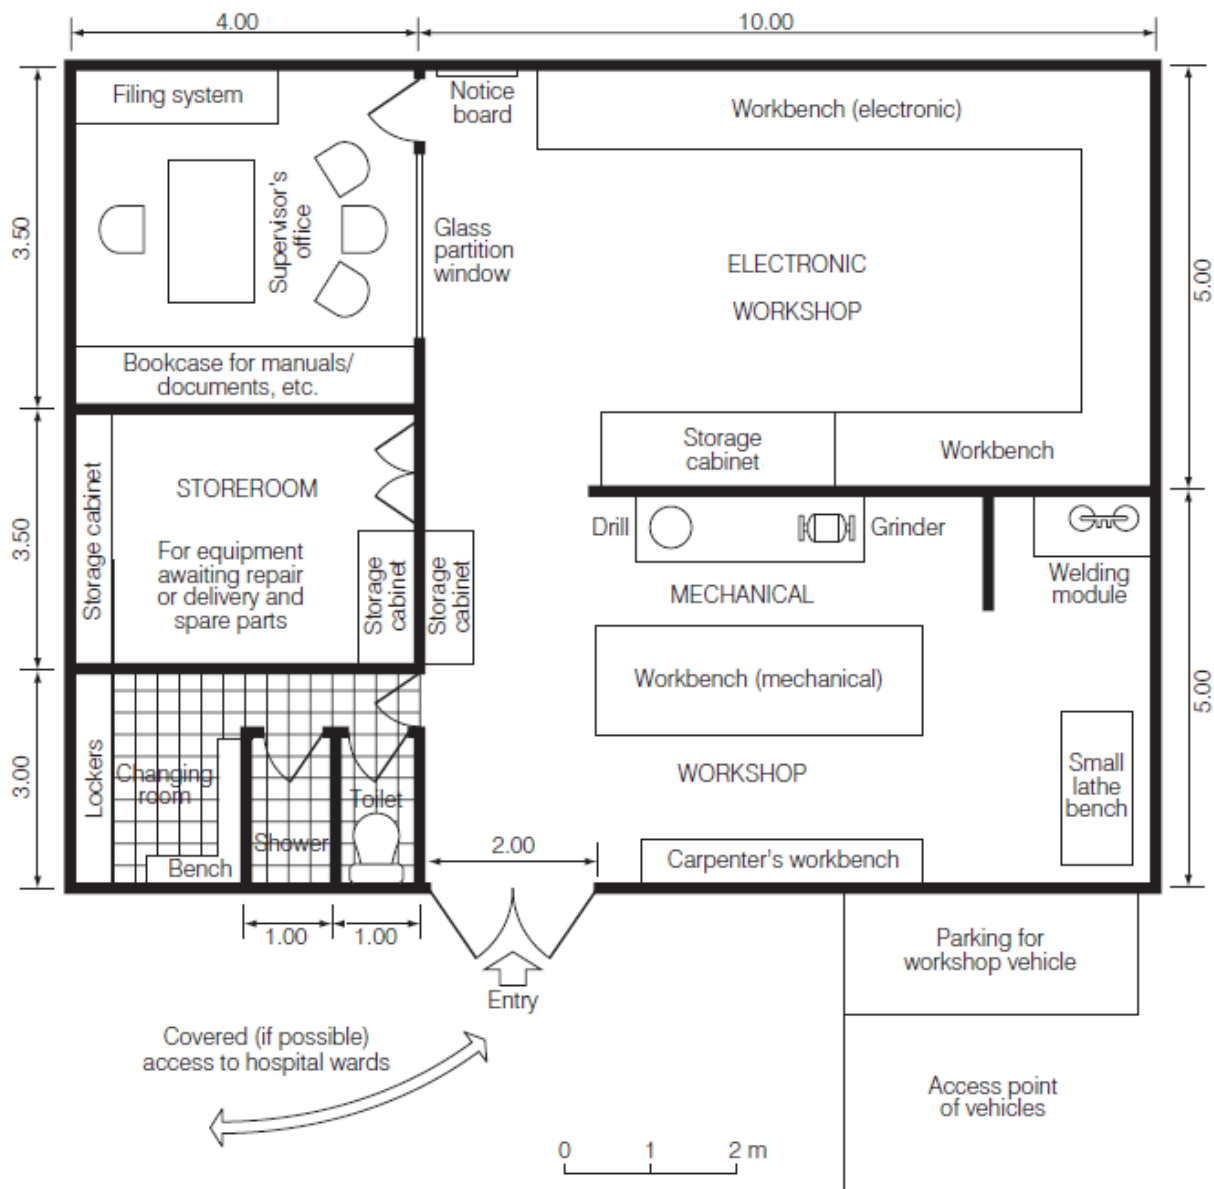 4.00
10.00
Filing system
Notice
board
Workbench (electronic)
3.50
Supervisor's
office
Glass
partition
window
ELECTRONIC
WORKSHOP
5.00
Bookcase for manuals/
documents, etc.
Storage
cabinet
Workbench
3.50
Storage cabinet
STOREROOM
For equipment
awaiting repair
or delivery and
spare parts
Storage
cabinet
Storage
cabinet
Drill
Grinder
MECHANICAL
Welding
module
Workbench (mechanical)
5.00
3.00
Lockers
Changing
room
Toilet
WORKSHOP
Small
lathe
bench
Shower
Bench
2.00
Carpenter's workbench
1.00
1.00
Parking for
workshop vehicle
Entry
Covered (if possible)
access to hospital wards
Access point
of vehicles
0 1 2 m